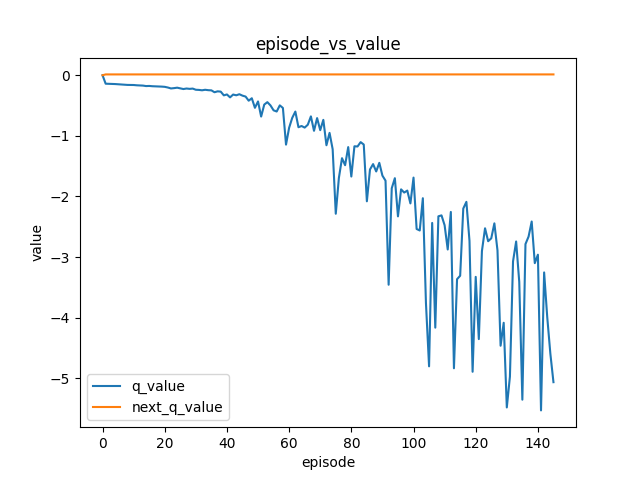 episode_vs_value
value
0
−1
−2
−3
−4
−5
q_value
next_q_value
0 20 40 60 80 100 120 140
episode